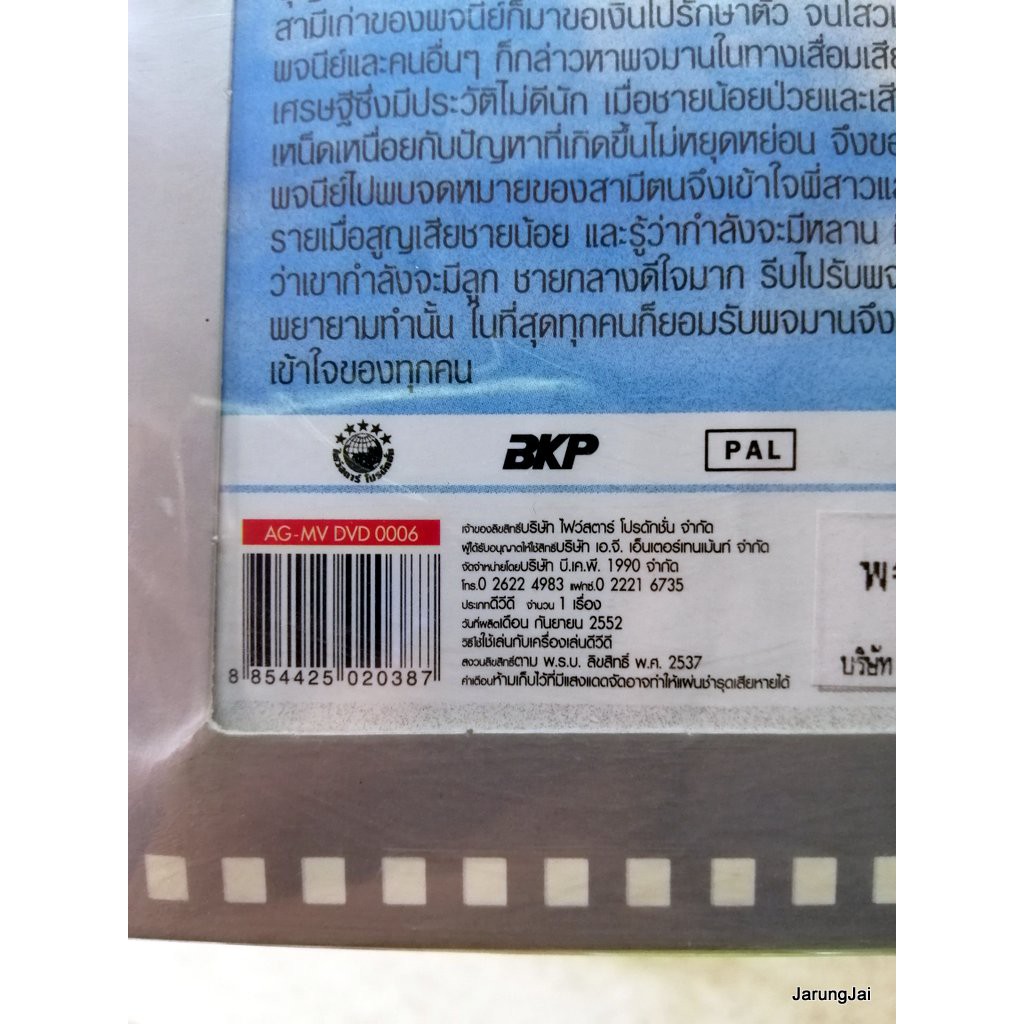 สามีเก่าของพจนีย์ก็มาขอเงินไปรักษาตัว จนโสว
พจนีย์และคนอื่นๆ ก็กล่าวหาพจมานในทางเสื่อมเสีย
เศรษฐีซึ่งมีประวัติไม่ดีนัก เมื่อชายน้อยป่วยและเสี
เหน็ดเหนื่อยกับปัญหาที่เกิดขึ้นไม่หยุดหย่อน จึงขอ
พจนีย์ไปพบจดหมายของสามีตนจึงเข้าใจพี่สาวแ
รายเมื่อสูญเสียชายน้อย และรู้ว่ากำลังจะมีหลาน
ว่าเขากำลังจะมีลูก ชายกลางดีใจมาก รีบไปรับพจ
พยายามทำนั้น ในที่สุดทุกคนก็ยอมรับพจมานจึง
เข้าใจของทุกคน
ไฟว์สตาร์ โปรดักชั่น
BKP
PAL
AG-MV DVD 0006
8 854425 020387
เจ้าของลิขสิทธิ์บริษัท ไฟว์สตาร์ โปรดักชั่น จำกัด
ผู้ได้รับอนุญาตให้ใช้สิทธิบริษัท เอ.จี. เอ็นเตอร์เทนเม้นท์ จำกัด
จัดจำหน่ายโดยบริษัท บี.เค.พี. 1990 จำกัด
โทร.0 2622 4983 แฟกซ์.0 2221 6735
ประเภทดีวีดี จำนวน 1 เรื่อง
วันที่ผลิตเดือน กันยายน 2552
วิธีใช้ใช้เล่นกับเครื่องเล่นดีวีดี
สงวนลิขสิทธิ์ตาม พ.ร.บ. ลิขสิทธิ์ พ.ศ. 2537
คำเตือนห้ามเก็บไว้ที่มีแสงแดดจัดอาจทำให้แผ่นชำรุดเสียหายได้
พ
บริษัท
JarungJai